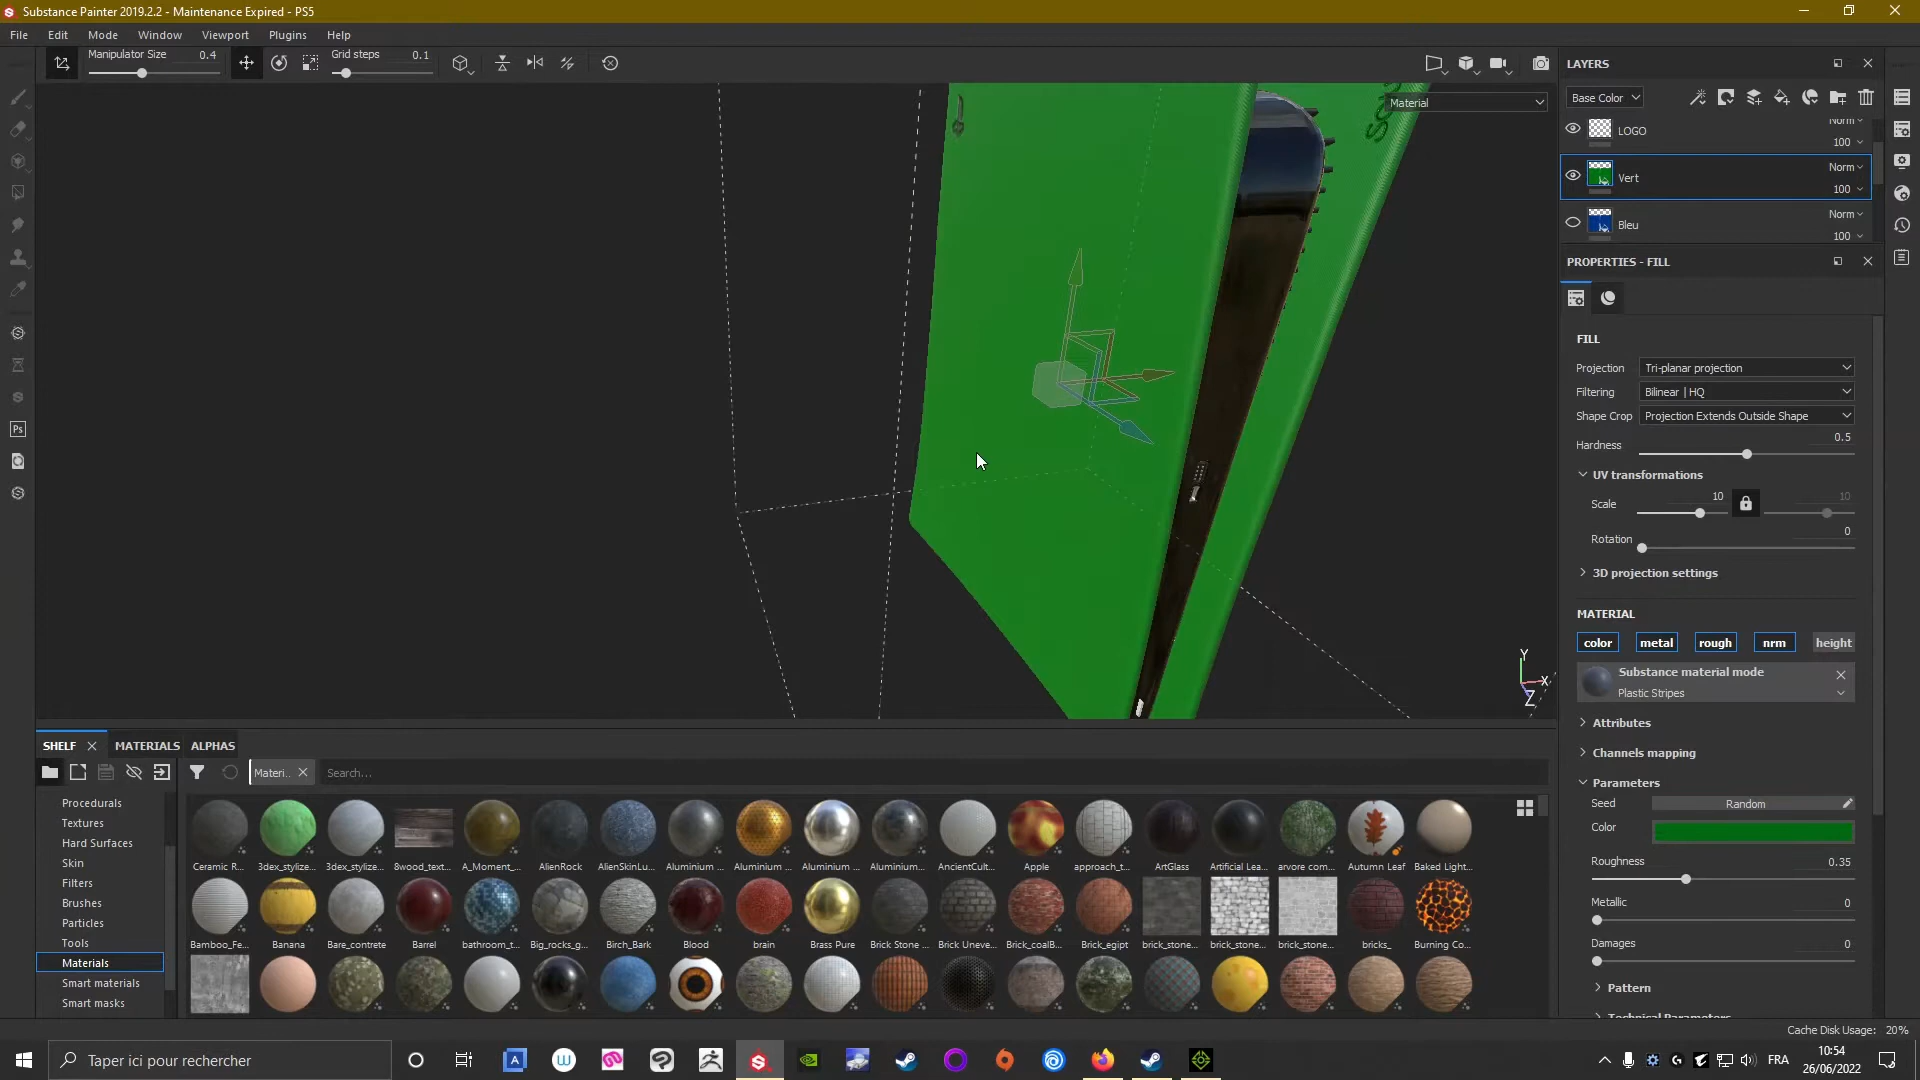 Substance Painter 2019.2.2 - Maintenance Expired - PS5
File Edit Mode Window Viewport Plugins Help
Manipulator Size 0.4
Grid steps 0.1
Material
LAYERS
Base Color
LOGO Norm 100
Vert Norm 100
Bleu Norm 100
PROPERTIES - FILL
FILL
Projection Tri-planar projection
Filtering Bilinear | HQ
Shape Crop Projection Extends Outside Shape
Hardness 0.5
UV transformations
Scale 10 10
Rotation 0
3D projection settings
MATERIAL
color metal rough nrm height
Substance material mode
Plastic Stripes
Attributes
Channels mapping
Parameters
Seed Random
Color
Roughness 0.35
Metallic 0
Damages 0
Pattern
Technical Parameters
Y
X
Z
SHELF MATERIALS ALPHAS
Materi.. Search...
Procedurals
Textures
Hard Surfaces
Skin
Filters
Brushes
Particles
Tools
Materials
Smart materials
Smart masks
Ceramic R... 3dex_stylize... 3dex_stylize... 8wood_text... A_Moment_... AlienRock AlienSkinLu... Aluminium ... Aluminium ... Aluminium ... Aluminium... AncientCult... Apple approach_t... ArtGlass Artificial Lea... arvore com... Autumn Leaf Baked Light...
Bamboo_Fe... Banana Bare_contrete Barrel bathroom_t... Big_rocks_g... Birch_Bark Blood brain Brass Pure Brick Stone ... Brick Uneve... Brick_coalB... Brick_egipt brick_stone... brick_stone... brick_stone... bricks_ Burning Co...
Cache Disk Usage: 20%
Taper ici pour rechercher
Ps
FRA
10:54
26/06/2022